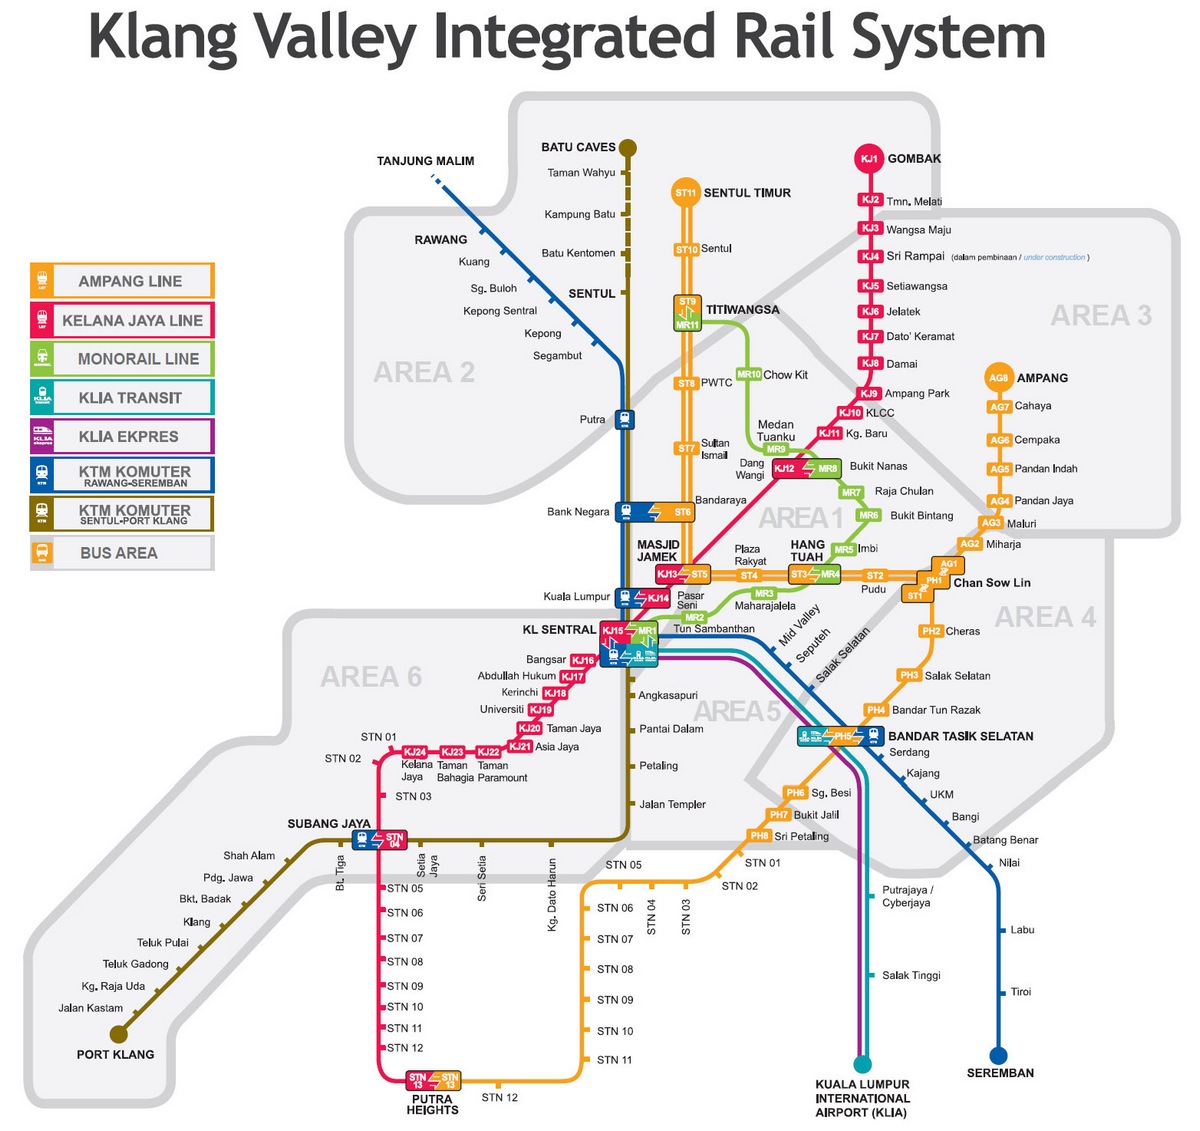 Klang Valley Integrated Rail System
AMPANG LINE
KELANA JAYA LINE
MONORAIL LINE
KLIA TRANSIT
KLIA EKPRES
KTM KOMUTER
RAWANG-SEREMBAN
KTM KOMUTER
SENTUL-PORT KLANG
BUS AREA
AREA 1
AREA 2
AREA 3
AREA 4
AREA 5
AREA 6
TANJUNG MALIM
RAWANG
Kuang
Sg. Buloh
Kepong Sentral
Kepong
Segambut
Putra
Bank Negara
Kuala Lumpur
KL SENTRAL
BATU CAVES
Taman Wahyu
Kampung Batu
Batu Kentomen
SENTUL
ST11
SENTUL TIMUR
ST10
Sentul
ST9
MR11
TITIWANGSA
ST8
PWTC
ST7
Sultan
Ismail
ST6
Bandaraya
MASJID
JAMEK
KJ13
ST5
ST4
Plaza
Rakyat
HANG
TUAH
ST3
MR4
ST2
Pudu
AG1
PH1
ST1
Chan Sow Lin
KJ1
GOMBAK
KJ2
Tmn. Melati
KJ3
Wangsa Maju
KJ4
Sri Rampai
(dalam pembinaan / under construction )
KJ5
Setiawangsa
KJ6
Jelatek
KJ7
Dato' Keramat
KJ8
Damai
KJ9
Ampang Park
KJ10
KLCC
KJ11
Kg. Baru
KJ12
Dang
Wangi
MR8
Bukit Nanas
MR10
Chow Kit
Medan
Tuanku
MR9
MR7
Raja Chulan
MR6
Bukit Bintang
MR5
Imbi
MR3
Maharajalela
MR2
Tun Sambanthan
KJ14
Pasar
Seni
KJ15
MR1
AG8
AMPANG
AG7
Cahaya
AG6
Cempaka
AG5
Pandan Indah
AG4
Pandan Jaya
AG3
Maluri
AG2
Miharja
PH2
Cheras
PH3
Salak Selatan
PH4
Bandar Tun Razak
PH5
BANDAR TASIK SELATAN
PH6
Sg. Besi
PH7
Bukit Jalil
PH8
Sri Petaling
STN 01
STN 02
STN 03
STN 04
STN 05
STN 06
STN 07
STN 08
STN 09
STN 10
STN 11
STN 12
STN
13
STN
13
PUTRA
HEIGHTS
Bangsar
KJ16
Abdullah Hukum
KJ17
Kerinchi
KJ18
Universiti
KJ19
KJ20
Taman Jaya
KJ21
Asia Jaya
KJ22
Taman
Paramount
KJ23
Taman
Bahagia
KJ24
Kelana
Jaya
STN 01
STN 02
STN 03
SUBANG JAYA
STN
04
STN 05
STN 06
STN 07
STN 08
STN 09
STN 10
STN 11
STN 12
Angkasapuri
Pantai Dalam
Petaling
Jalan Templer
Kg. Dato Harun
Seri Setia
Setia
Jaya
Bt. Tiga
Shah Alam
Pdg. Jawa
Bkt. Badak
Klang
Teluk Pulai
Teluk Gadong
Kg. Raja Uda
Jalan Kastam
PORT KLANG
Mid Valley
Seputeh
Salak Selatan
Serdang
Kajang
UKM
Bangi
Batang Benar
Nilai
Labu
Tiroi
SEREMBAN
Putrajaya /
Cyberjaya
Salak Tinggi
KUALA LUMPUR
INTERNATIONAL
AIRPORT (KLIA)